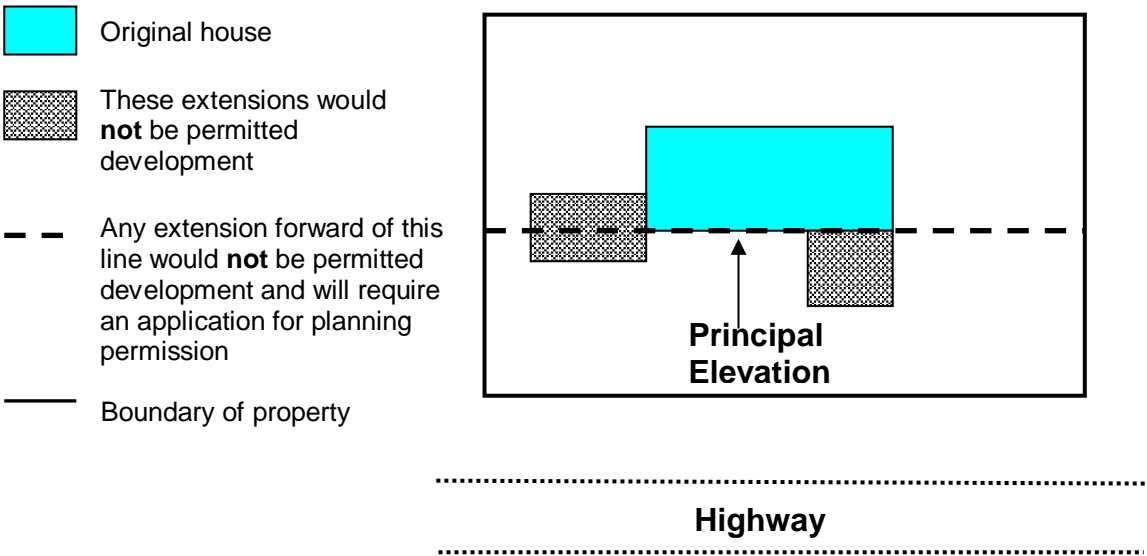 Original house
These extensions would
not be permitted
development
Any extension forward of this
line would not be permitted
development and will require
an application for planning
permission
Boundary of property
Principal
Elevation
Highway